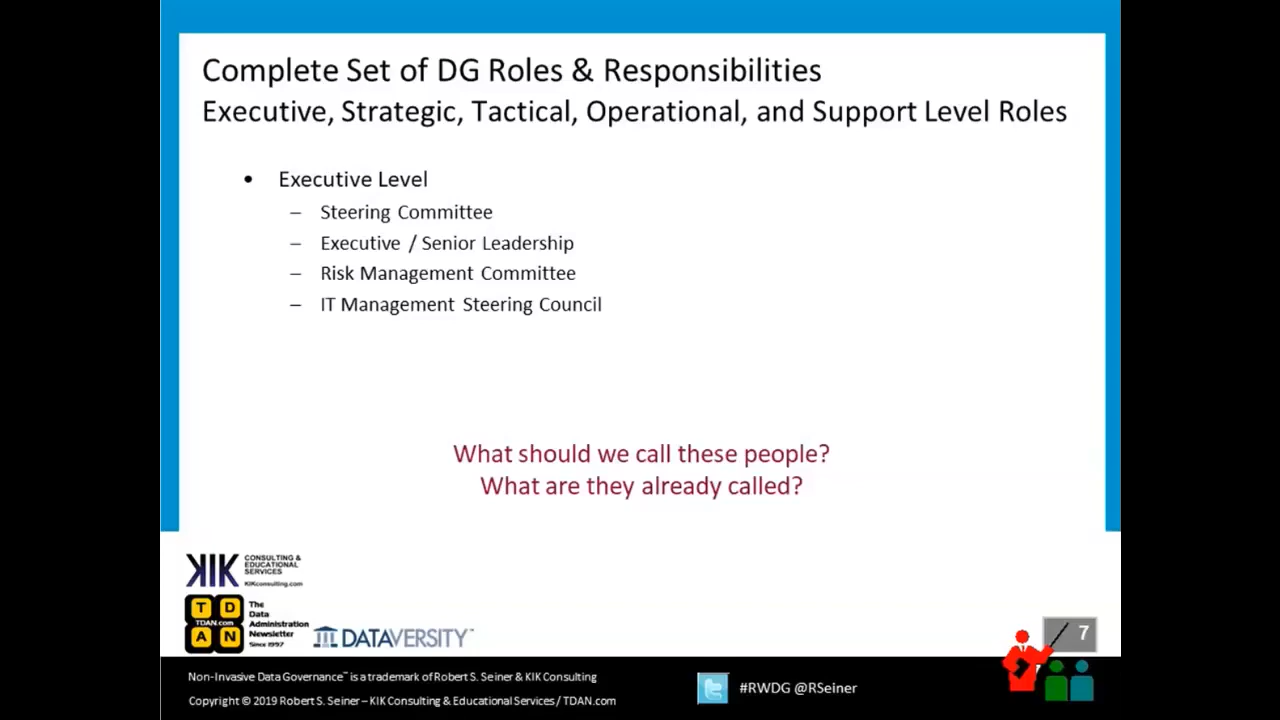 Complete Set of DG Roles & Responsibilities
Executive, Strategic, Tactical, Operational, and Support Level Roles
• Executive Level
– Steering Committee
– Executive / Senior Leadership
– Risk Management Committee
– IT Management Steering Council
What should we call these people?
What are they already called?
KIK
CONSULTING &
EDUCATIONAL
SERVICES
KIKconsulting.com
T D
TDAN.com
A N
The
Data
Administration
Newsletter
Since 1997
DATAVERSITY™
7
Non-Invasive Data Governance™ is a trademark of Robert S. Seiner & KIK Consulting
Copyright © 2019 Robert S. Seiner – KIK Consulting & Educational Services / TDAN.com
#RWDG @RSeiner